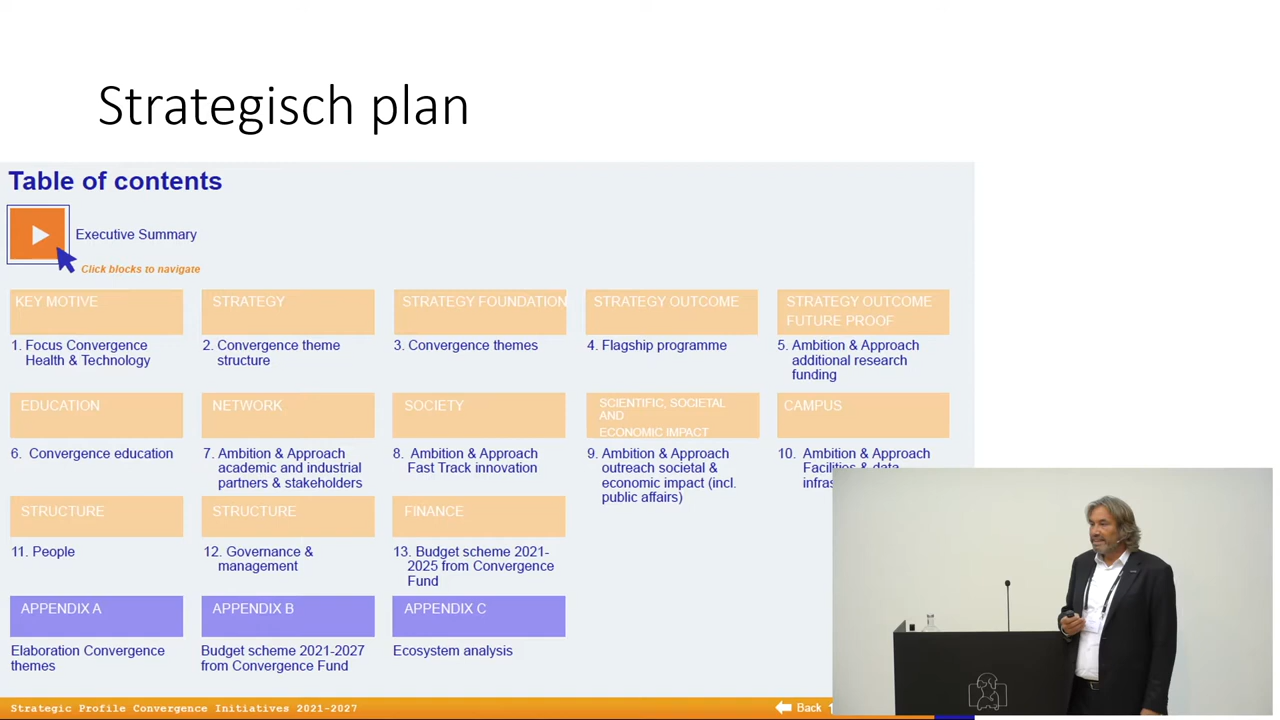 Strategisch plan
Table of contents
Executive Summary
Click blocks to navigate
KEY MOTIVE
1. Focus Convergence
Health & Technology
STRATEGY
2. Convergence theme
structure
STRATEGY FOUNDATION
3. Convergence themes
STRATEGY OUTCOME
4. Flagship programme
STRATEGY OUTCOME
FUTURE PROOF
5. Ambition & Approach
additional research
funding
EDUCATION
6. Convergence education
NETWORK
7. Ambition & Approach
academic and industrial
partners & stakeholders
SOCIETY
8. Ambition & Approach
Fast Track innovation
SCIENTIFIC, SOCIETAL
AND
ECONOMIC IMPACT
9. Ambition & Approach
outreach societal &
economic impact (incl.
public affairs)
CAMPUS
10. Ambition & Approach
Facilities & data
STRUCTURE
11. People
STRUCTURE
12. Governance &
management
FINANCE
13. Budget scheme 2021-
2025 from Convergence
Fund
APPENDIX A
Elaboration Convergence
themes
APPENDIX B
Budget scheme 2021-2027
from Convergence Fund
APPENDIX C
Ecosystem analysis
Strategic Profile Convergence Initiatives 2021-2027
Back